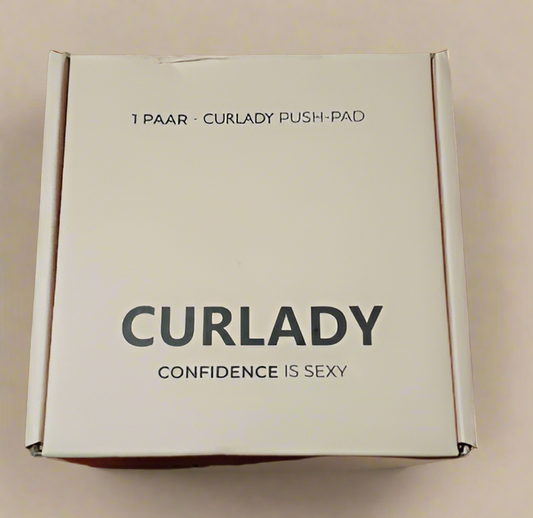 1 PAAR - CURLADY PUSH-PAD
CURLADY
CONFIDENCE IS SEXY